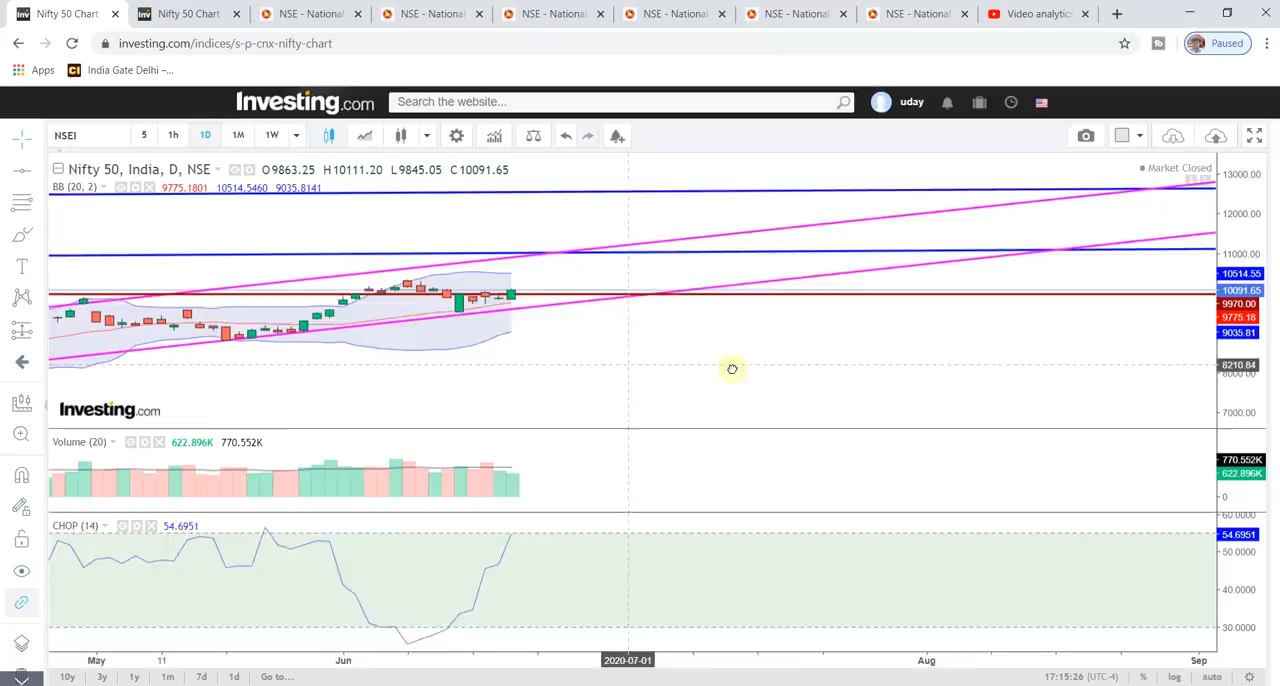 Nifty 50 Chart
Nifty 50 Chart
NSE - National
NSE - National
NSE - National
NSE - National
NSE - National
NSE - National
Video analytics
investing.com/indices/s-p-cnx-nifty-chart
Paused
Apps
India Gate Delhi –...
Investing.com
Search the website...
uday
NSEI
5
1h
1D
1M
1W
Nifty 50, India, D, NSE
O9863.25 H10111.20 L9845.05 C10091.65
Market Closed
BB (20, 2)
9775.1801 10514.5460 9035.8141
13000.00
12000.00
11000.00
10514.55
10091.65
9970.00
9775.18
9035.81
8210.84
8000.00
7000.00
Investing.com
Volume (20)
622.896K 770.552K
770.552K
622.896K
0
CHOP (14)
54.6951
60.0000
54.6951
50.0000
40.0000
30.0000
May
11
Jun
2020-07-01
Aug
Sep
10y
3y
1y
1m
7d
1d
Go to...
17:15:26 (UTC-4)
%
log
auto